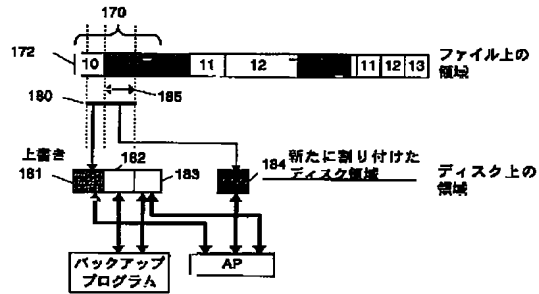 170
172
10
11
12
11
12
13
ファイル上の
領域
180
185
上書き
182
181
183
184
新たに割り付けた
ディスク領域
ディスク上の
領域
バックアップ
プログラム
AP